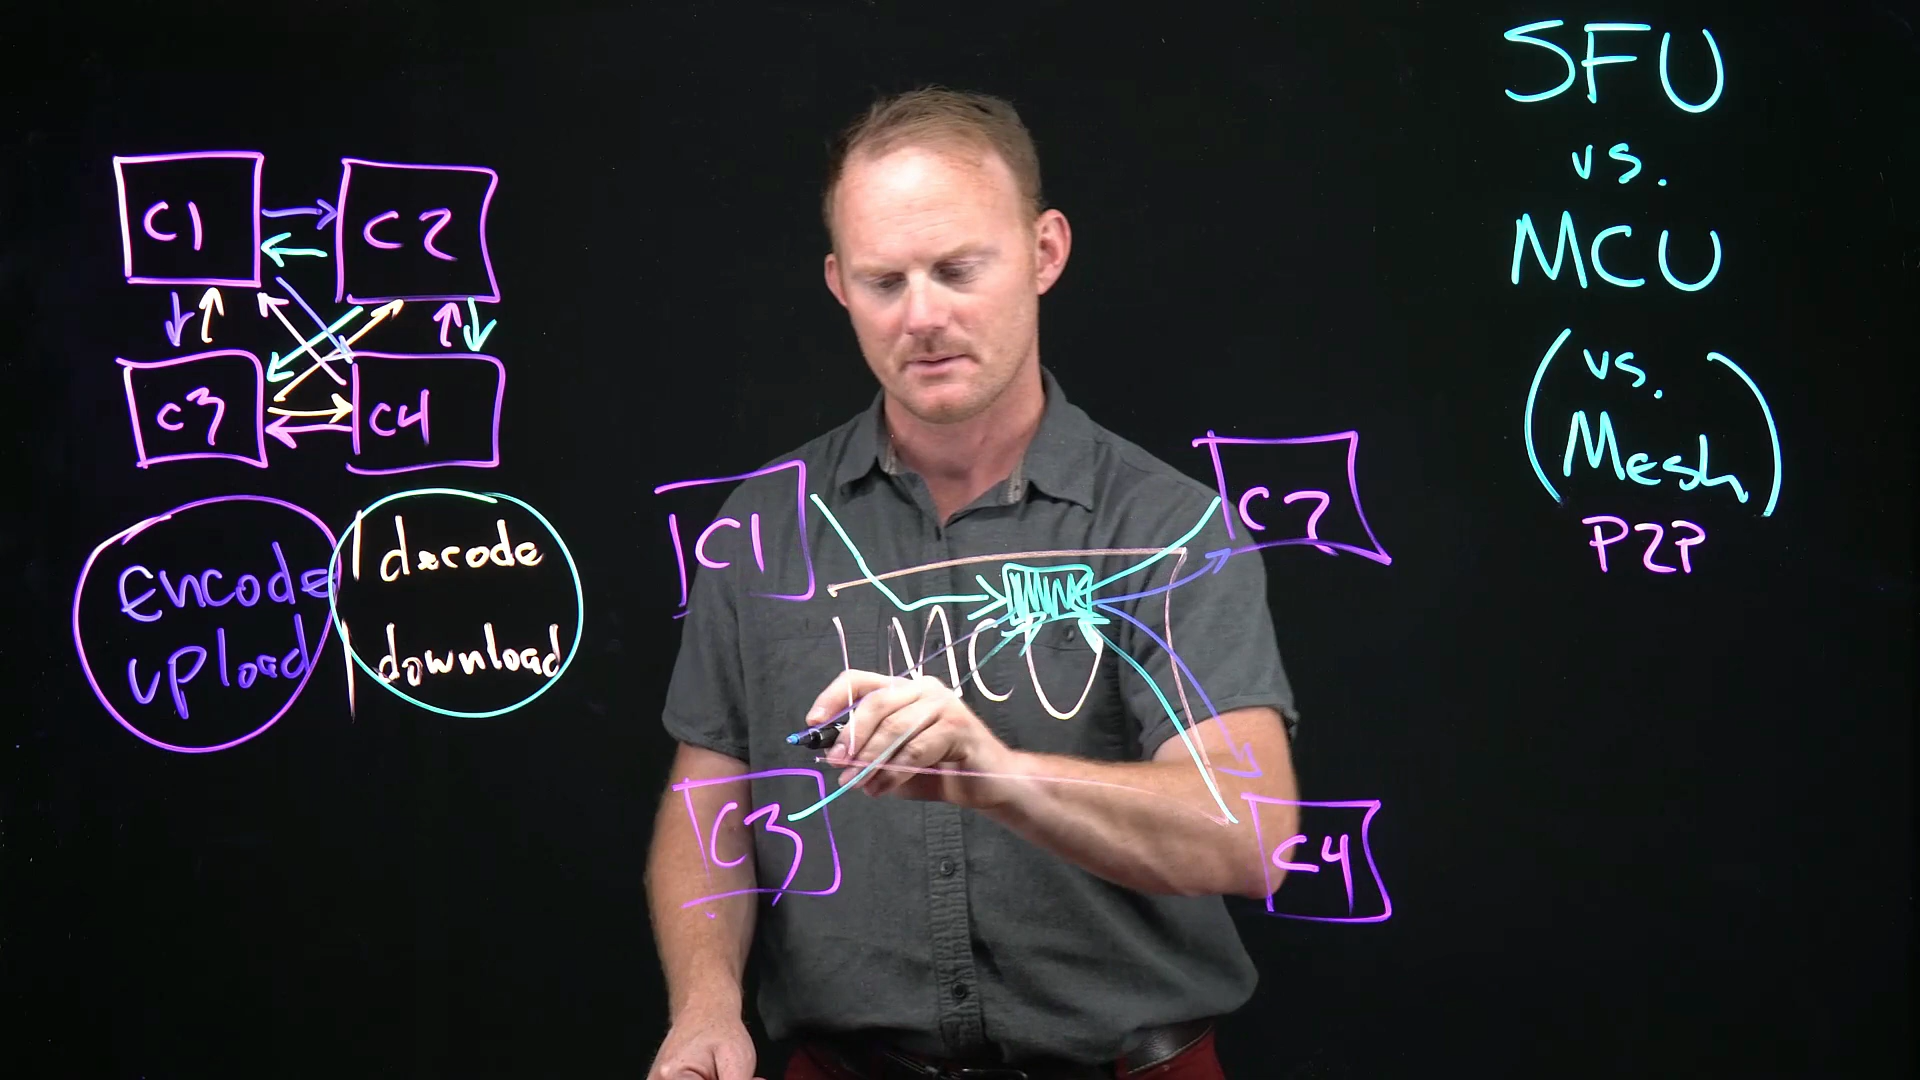 SFU
vs.
MCU
(vs.
Mesh)
P2P
C1
C2
C3
C4
Encode
upload
decode
download
C1
C2
MCU
C3
C4